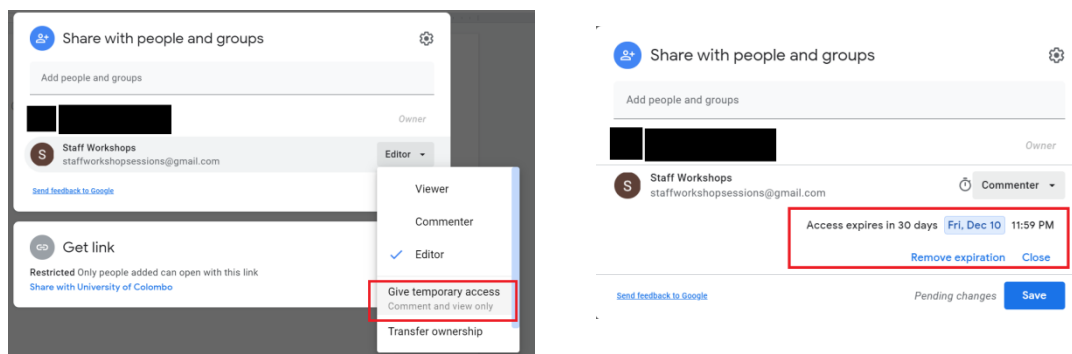 Share with people and groups
Add people and groups
Owner
S Staff Workshops
staffworkshopsessions@gmail.com
Editor
Send feedback to Google
Viewer
Commenter
Editor
Give temporary access
Comment and view only
Transfer ownership
Get link
Restricted Only people added can open with this link
Share with University of Colombo
Share with people and groups
Add people and groups
Owner
S Staff Workshops
staffworkshopsessions@gmail.com
Commenter
Access expires in 30 days Fri, Dec 10 11:59 PM
Remove expiration Close
Send feedback to Google
Pending changes Save